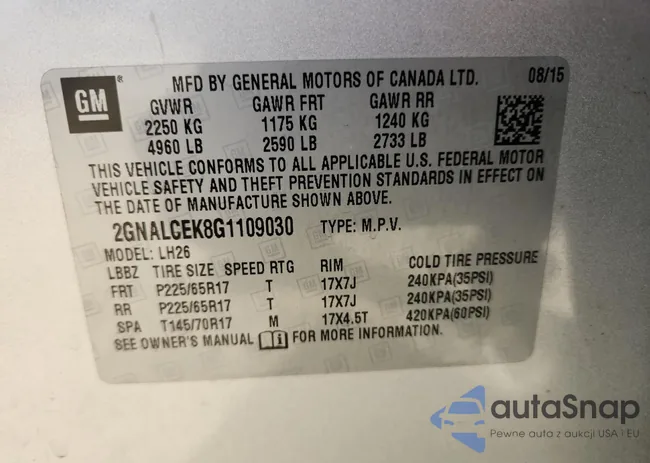 GM ® MFD BY GENERAL MOTORS OF CANADA LTD. 08/15
GVWR GAWR FRT GAWR RR
2250 KG 1175 KG 1240 KG
4960 LB 2590 LB 2733 LB
THIS VEHICLE CONFORMS TO ALL APPLICABLE U.S. FEDERAL MOTOR
VEHICLE SAFETY AND THEFT PREVENTION STANDARDS IN EFFECT ON
THE DATE OF MANUFACTURE SHOWN ABOVE.
2GNALCEK8G1109030 TYPE: M.P.V.
MODEL: LH26
LBBZ TIRE SIZE SPEED RTG RIM COLD TIRE PRESSURE
FRT P225/65R17 T 17X7J 240KPA(35PSI)
RR P225/65R17 T 17X7J 240KPA(35PSI)
SPA T145/70R17 M 17X4.5T 420KPA(60PSI)
SEE OWNER'S MANUAL FOR ADDITIONAL INFORMATION.
autaSnap
Pewne auta z aukcji USA i EU